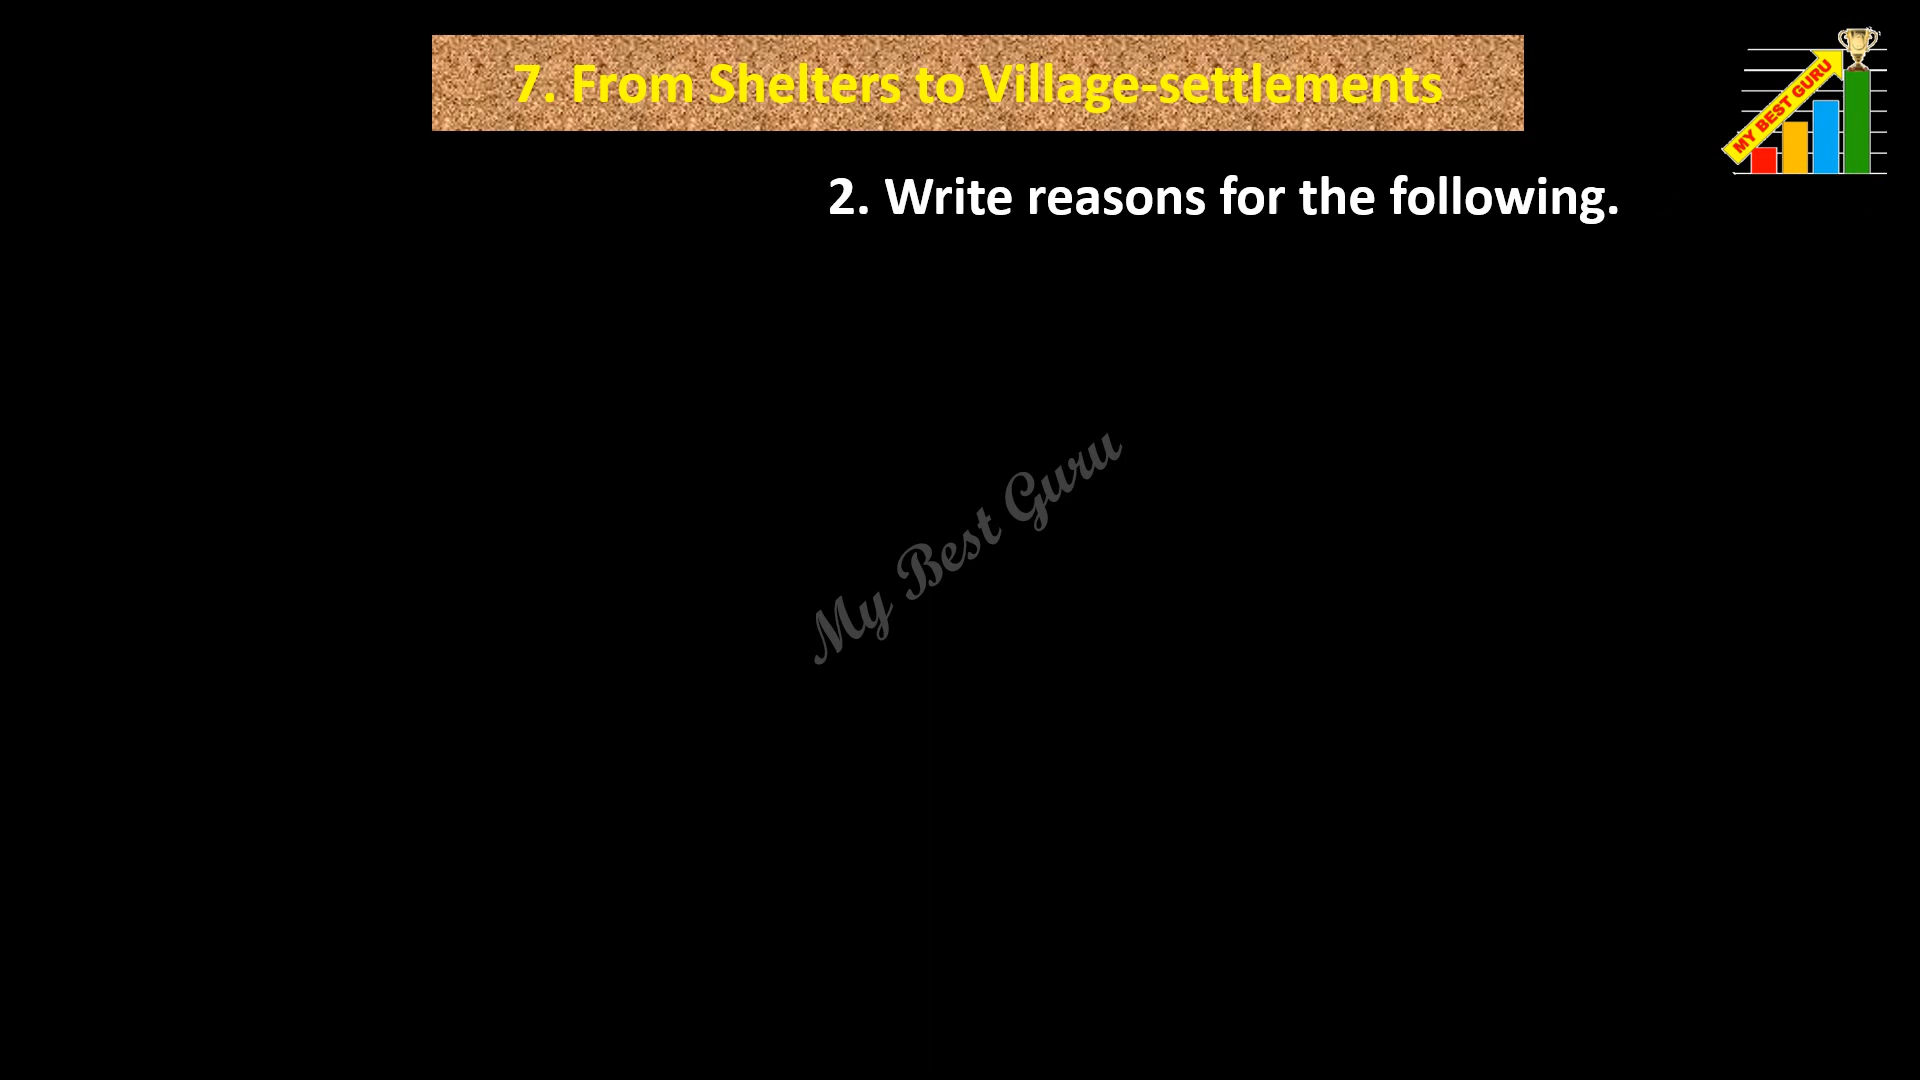 7. From Shelters to Village-settlements
MY BEST GURU
2. Write reasons for the following.
My Best Guru